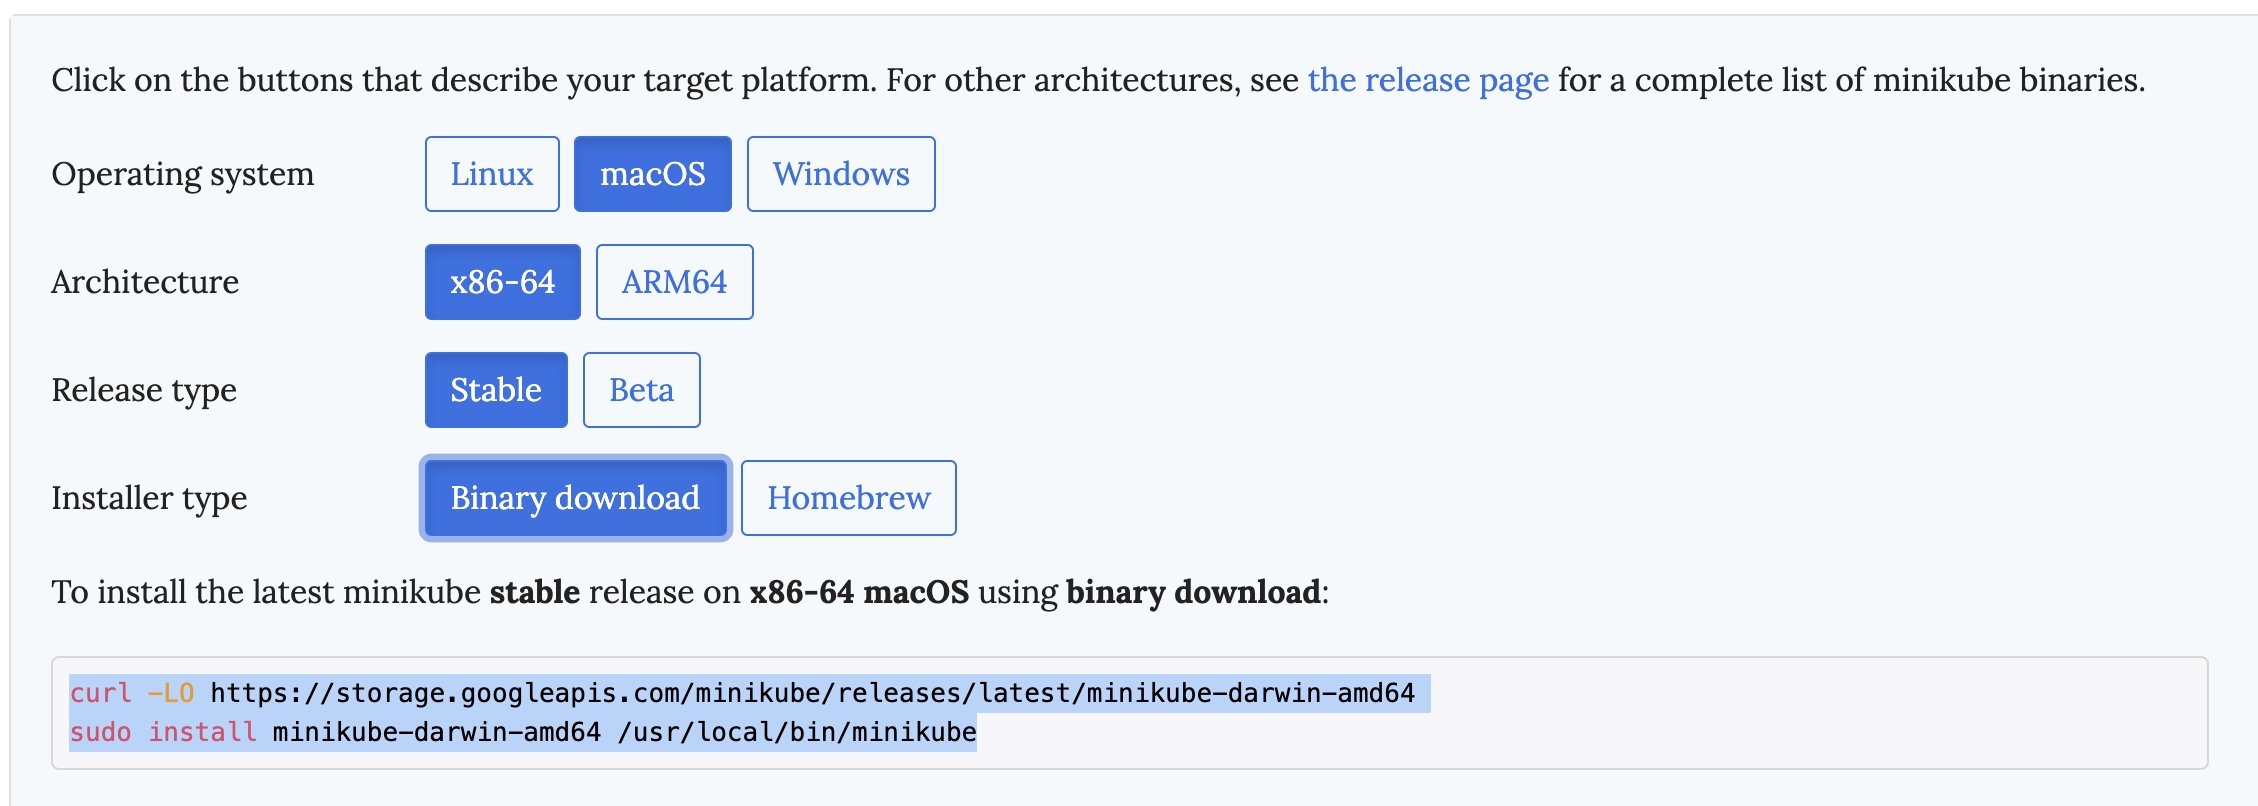 Click on the buttons that describe your target platform. For other architectures, see the release page for a complete list of minikube binaries.
Operating system Linux macOS Windows
Architecture x86-64 ARM64
Release type Stable Beta
Installer type Binary download Homebrew
To install the latest minikube stable release on x86-64 macOS using binary download:
curl -LO https://storage.googleapis.com/minikube/releases/latest/minikube-darwin-amd64
sudo install minikube-darwin-amd64 /usr/local/bin/minikube